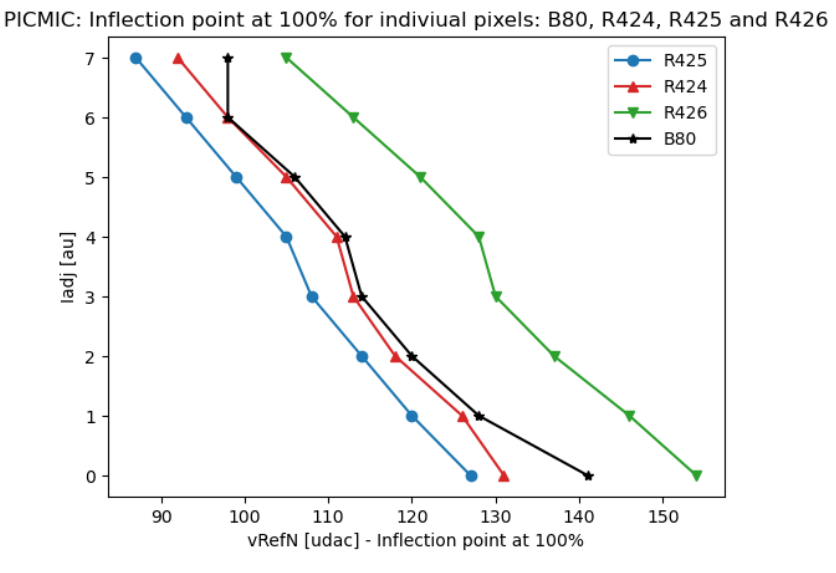 PICMIC: Inflection point at 100% for indiviual pixels: B80, R424, R425 and R426
7
6
5
4
3
2
1
0
Iadj [au]
R425
R424
R426
B80
90 100 110 120 130 140 150
vRefN [udac] - Inflection point at 100%